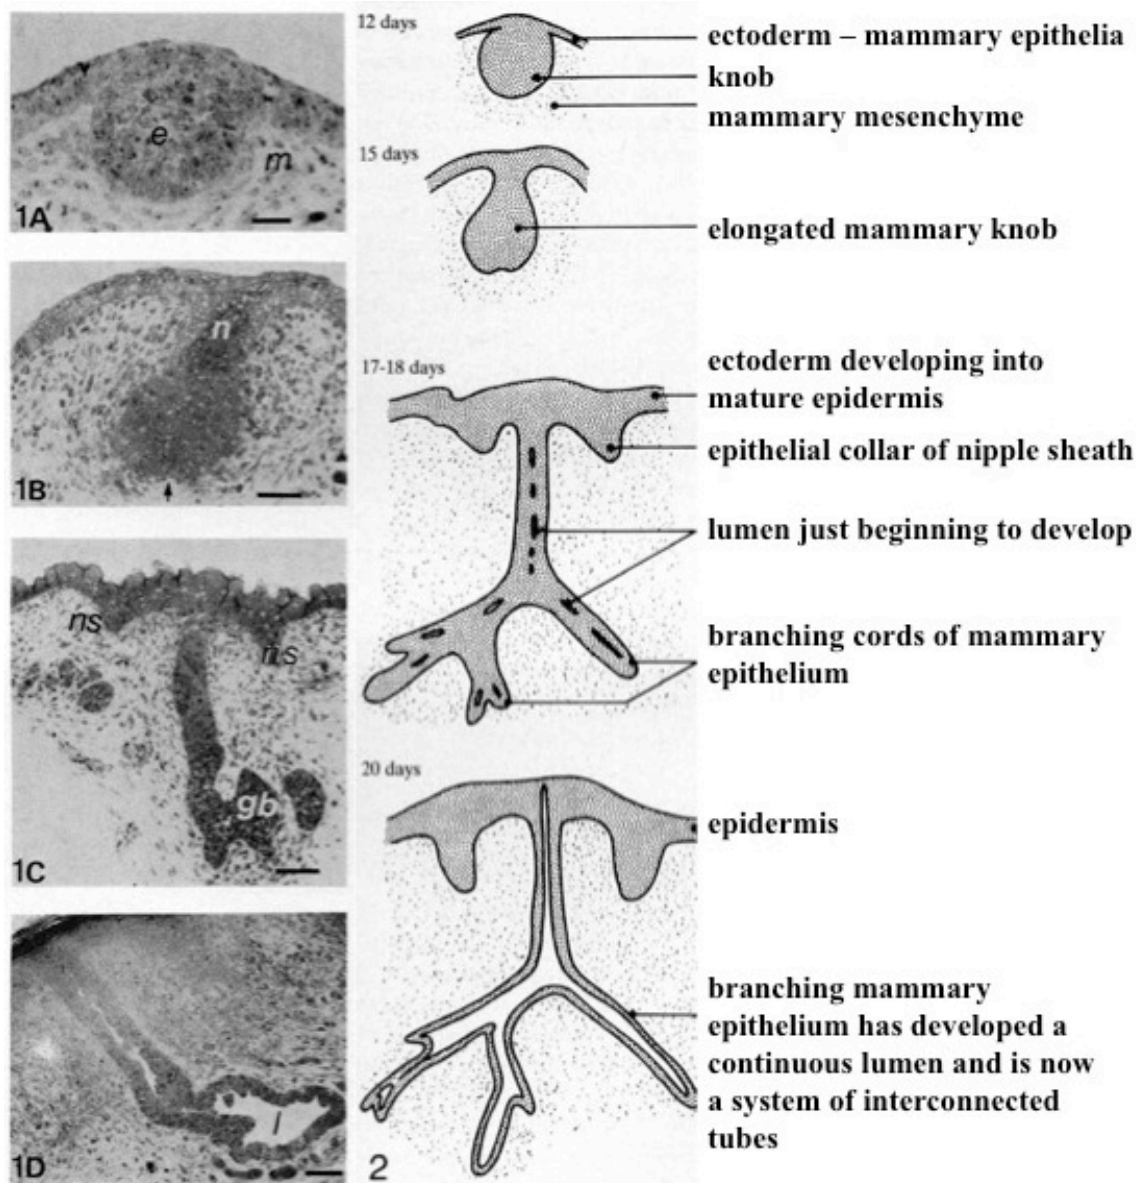 e
m
1A
n
1B
ns
ns
gb
1C
l
1D
12 days
ectoderm – mammary epithelia
knob
mammary mesenchyme
15 days
elongated mammary knob
17-18 days
ectoderm developing into
mature epidermis
epithelial collar of nipple sheath
lumen just beginning to develop
branching cords of mammary
epithelium
20 days
epidermis
branching mammary
epithelium has developed a
continuous lumen and is now
a system of interconnected
tubes
2